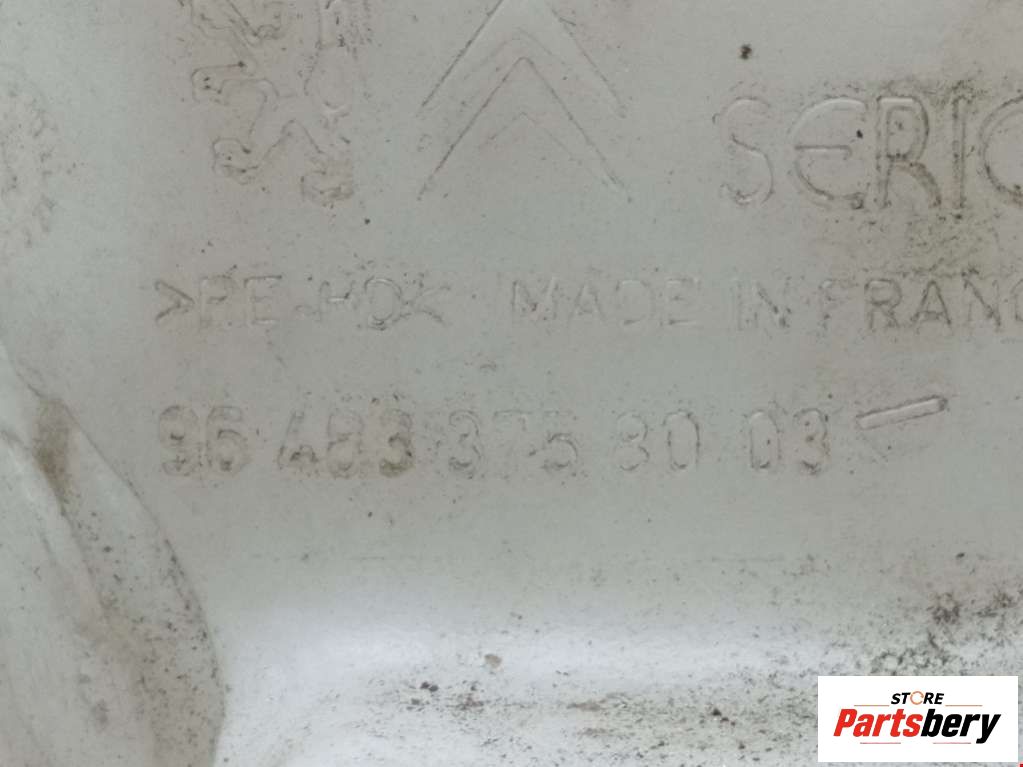 SERIC
>PE-HD< MADE IN FRANC
96 483 375 80 03
STORE
Partsbery